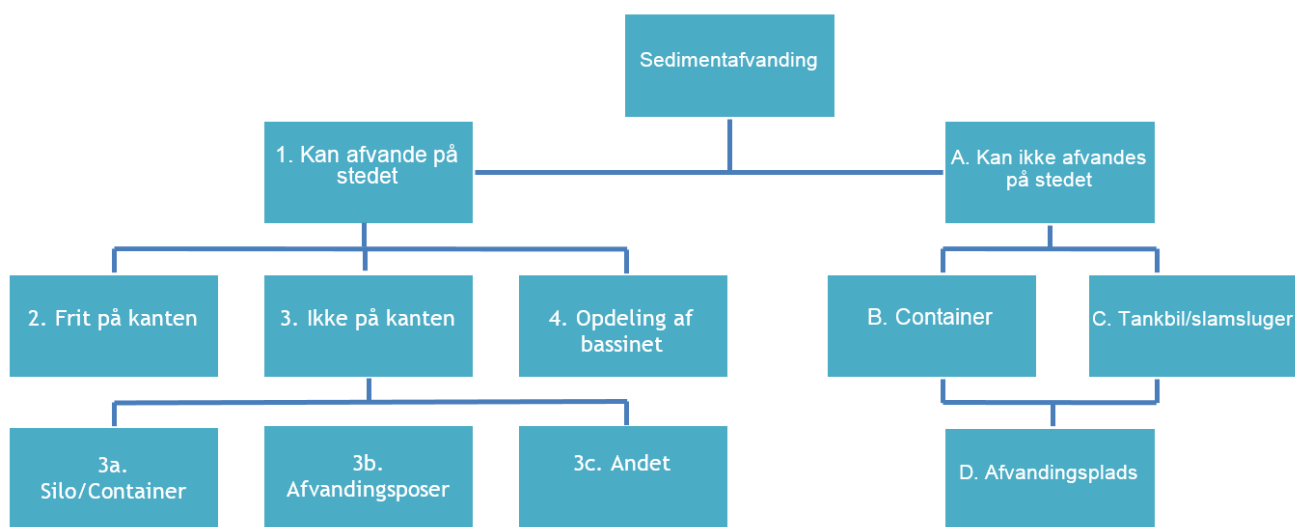 Sedimentafvanding
1. Kan afvande på
stedet
A. Kan ikke afvandes
på stedet
2. Frit på kanten
3. Ikke på kanten
4. Opdeling af
bassinet
B. Container
C. Tankbil/slamsluger
3a.
Silo/Container
3b.
Afvandingsposer
3c. Andet
D. Afvandingsplads